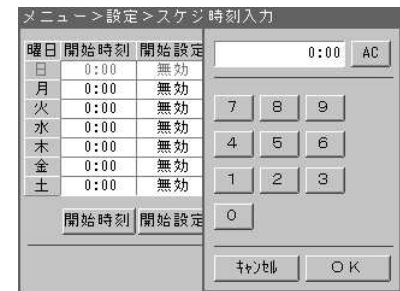 メニュー＞設定＞スケジ時刻入力
曜日 開始時刻 開始設定
0:00 AC
日 0:00 無効
月 0:00 無効
火 0:00 無効
水 0:00 無効
木 0:00 無効
金 0:00 無効
土 0:00 無効
7 8 9
4 5 6
1 2 3
0
開始時刻 開始設定
ｷｬﾝｾﾙ OK